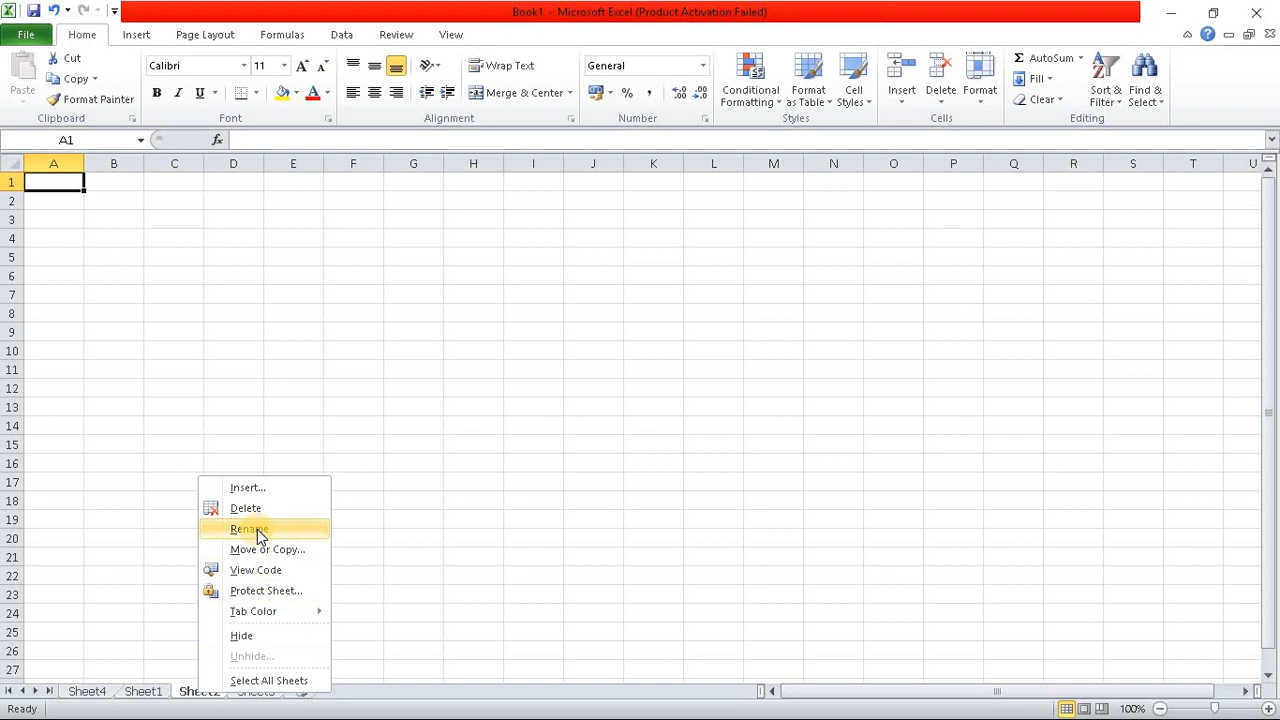 Book1 - Microsoft Excel (Product Activation Failed)
File Home Insert Page Layout Formulas Data Review View
Cut
Copy
Format Painter
Paste
Clipboard
Calibri 11
B I U A
Font
Wrap Text
Merge & Center
Alignment
General
% ,
Number
Conditional Formatting
Format as Table
Cell Styles
Styles
Insert Delete Format
Cells
Σ AutoSum
Fill
Clear
Sort & Filter
Find & Select
Editing
A1 fx
A B C D E F G H I J K L M N O P Q R S T U
1
2
3
4
5
6
7
8
9
10
11
12
13
14
15
16
17
18
19
20
21
22
23
24
25
26
27
Insert...
Delete
Rename
Move or Copy...
View Code
Protect Sheet...
Tab Color
Hide
Unhide...
Select All Sheets
Sheet4 Sheet1 Sheet2 Sheet3
Ready 100%